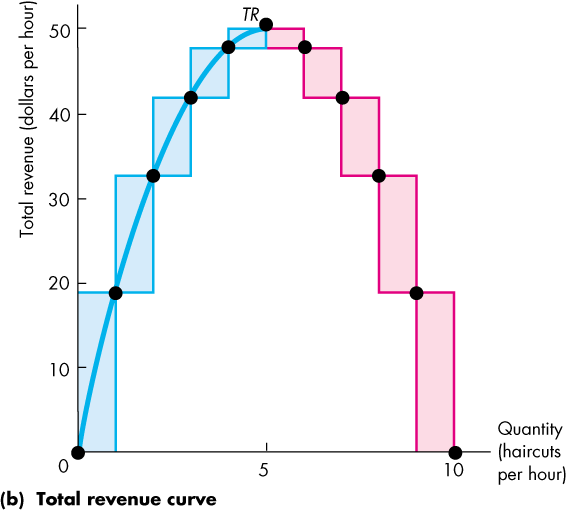 TR
Total revenue (dollars per hour)
50
40
30
20
10
0
5
10
Quantity
(haircuts
per hour)
(b) Total revenue curve